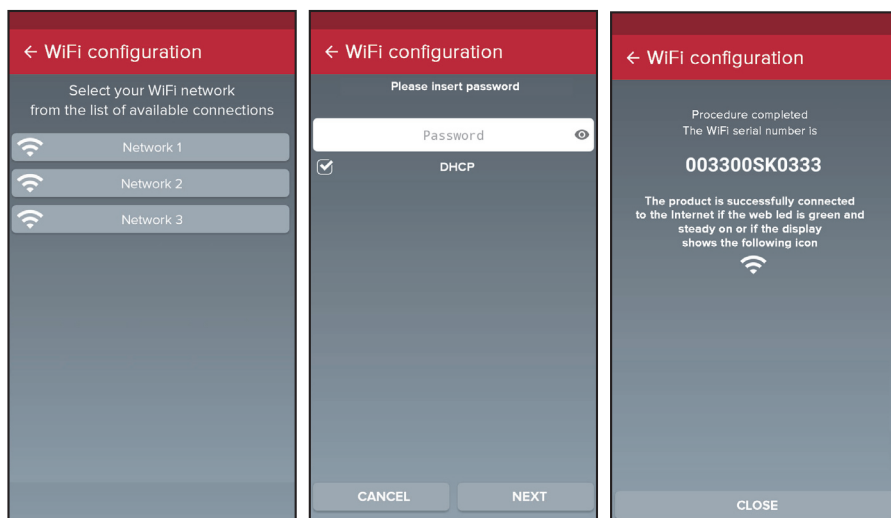 ← WiFi configuration
Select your WiFi network
from the list of available connections
Network 1
Network 2
Network 3
← WiFi configuration
Please insert password
Password
DHCP
CANCEL
NEXT
← WiFi configuration
Procedure completed
The WiFi serial number is
003300SK0333
The product is successfully connected
to the Internet if the web led is green and
steady on or if the display
shows the following icon
CLOSE